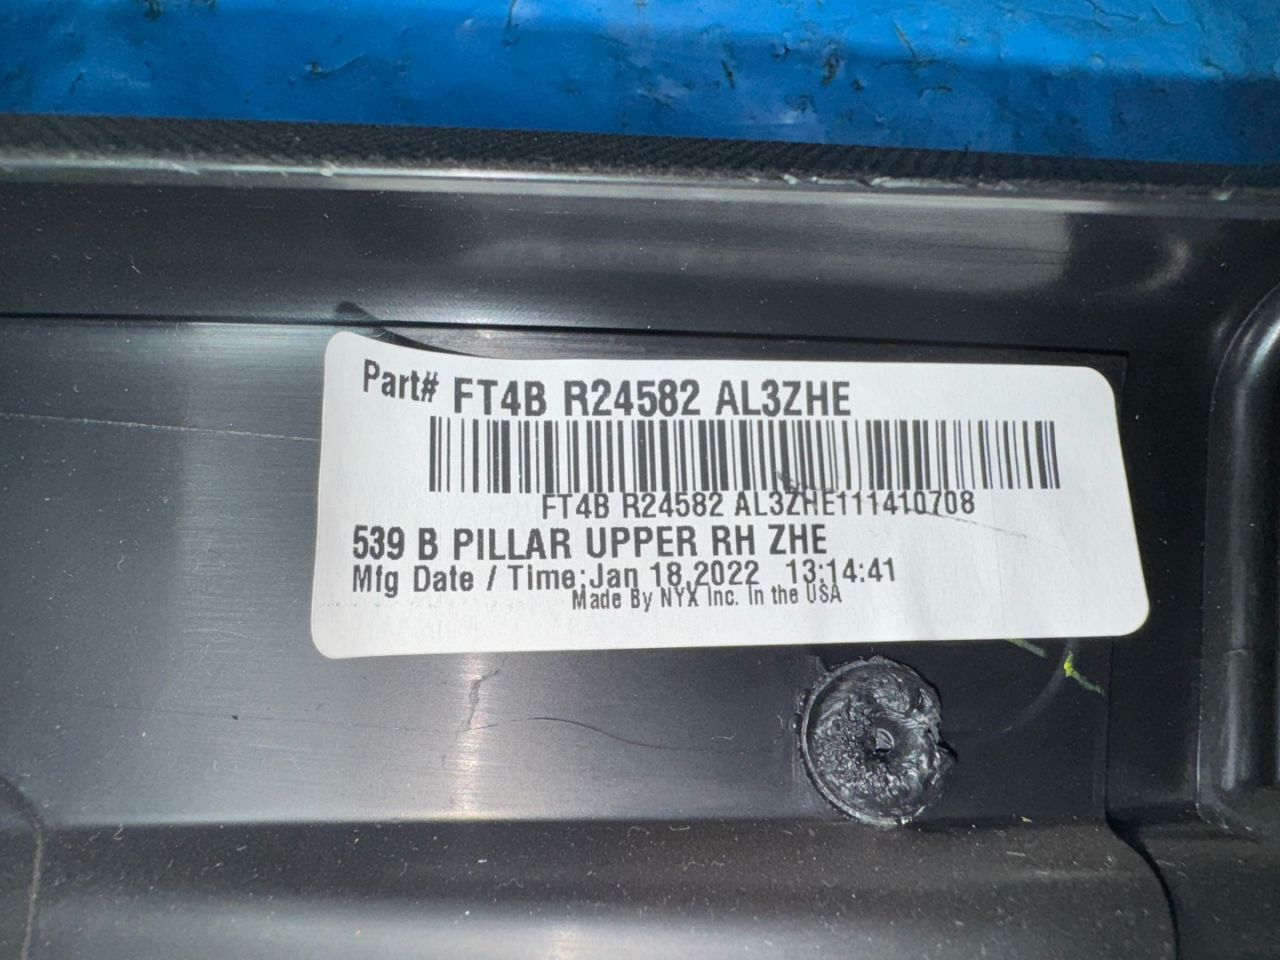 Part# FT4B R24582 AL3ZHE
FT4B R24582 AL3ZHE111410708
539 B PILLAR UPPER RH ZHE
Mfg Date / Time:Jan 18,2022 13:14:41
Made By NYX Inc. In the USA